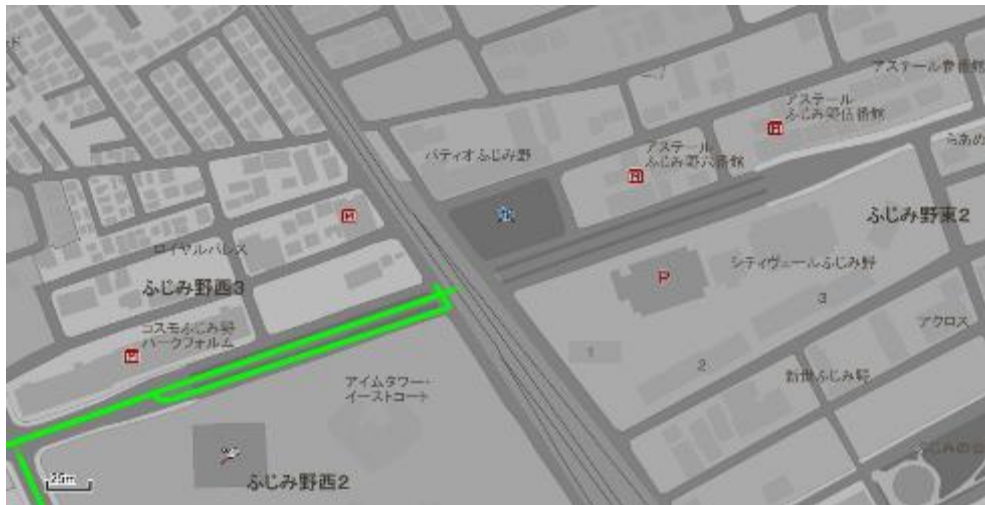 アステール参番館
アステール
ふじみ野伍番館
アステール
ふじみ野六番館
パティオふじみ野
ふじみ野東2
ロイヤルパレス
シティヴェールふじみ野
P
ふじみ野西3
3
コスモふじみ野
パークフォルム
アクロス
1
2
新世ふじみ野
アイムタワー・
イーストコート
ふじみ野西2
25m